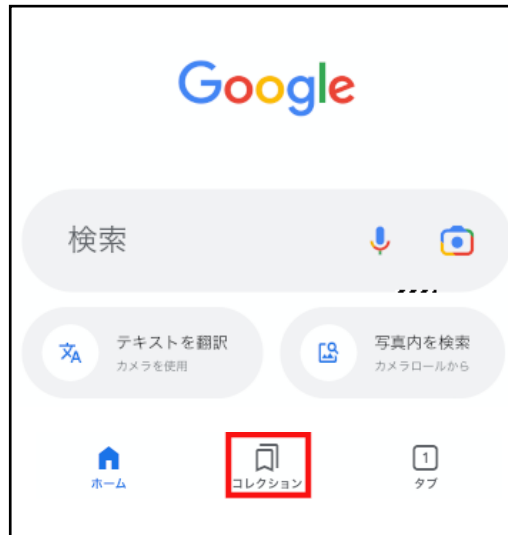 Google
検索
テキストを翻訳
カメラを使用
写真内を検索
カメラロールから
ホーム
コレクション
1
タブ